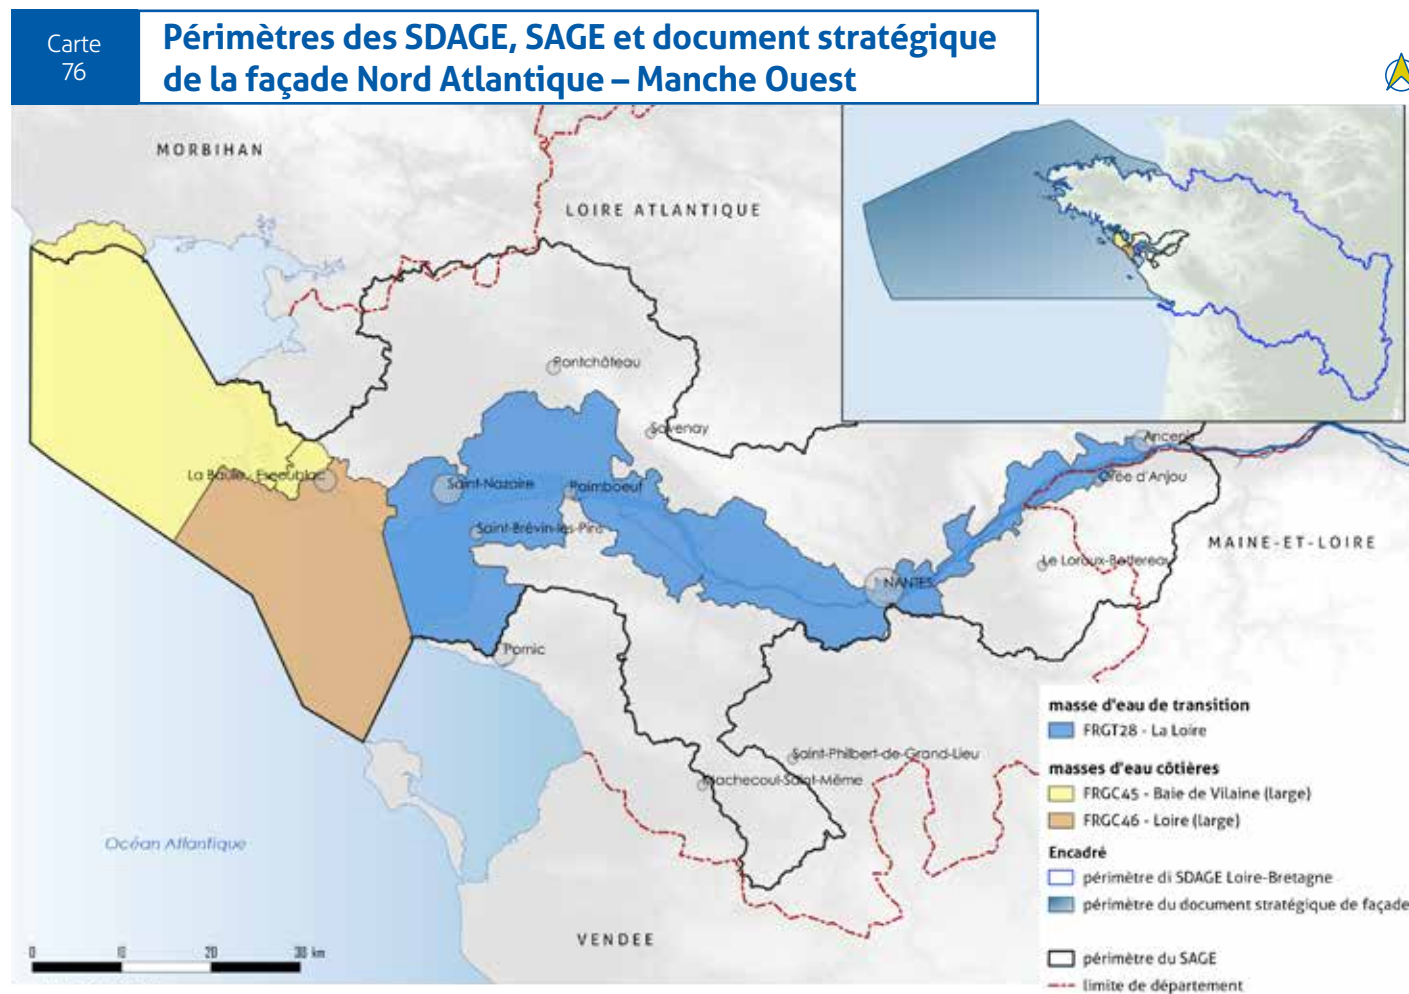 Carte
76
Périmètres des SDAGE, SAGE et document stratégique
de la façade Nord Atlantique – Manche Ouest
MORBIHAN
LOIRE ATLANTIQUE
Pontchâteau
Savenay
Ancenis
La Baule - Escoublac
Saint-Nazaire
Paimboeuf
Orée d'Anjou
Saint-Brévin-les-Pins
MAINE-ET-LOIRE
Le Loroux-Bottereau
NANTES
Pornic
Saint-Philbert-de-Grand-Lieu
Machecoul-Saint-Même
Océan Atlantique
VENDEE
0 10 20 30 km
masse d'eau de transition
FRGT28 - La Loire
masses d'eau côtières
FRGC45 - Baie de Vilaine (large)
FRGC46 - Loire (large)
Encadré
périmètre di SDAGE Loire-Bretagne
périmètre du document stratégique de façade
périmètre du SAGE
limite de département